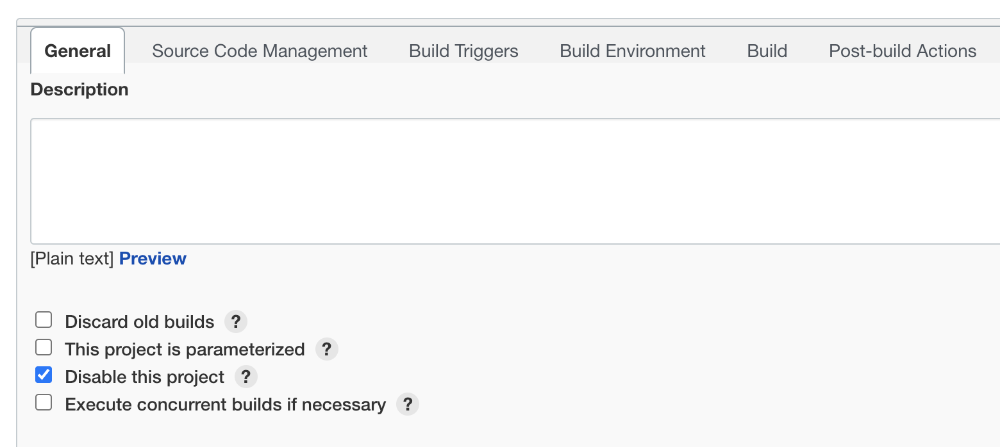 General Source Code Management Build Triggers Build Environment Build Post-build Actions
Description
[Plain text] Preview
Discard old builds ?
This project is parameterized ?
Disable this project ?
Execute concurrent builds if necessary ?